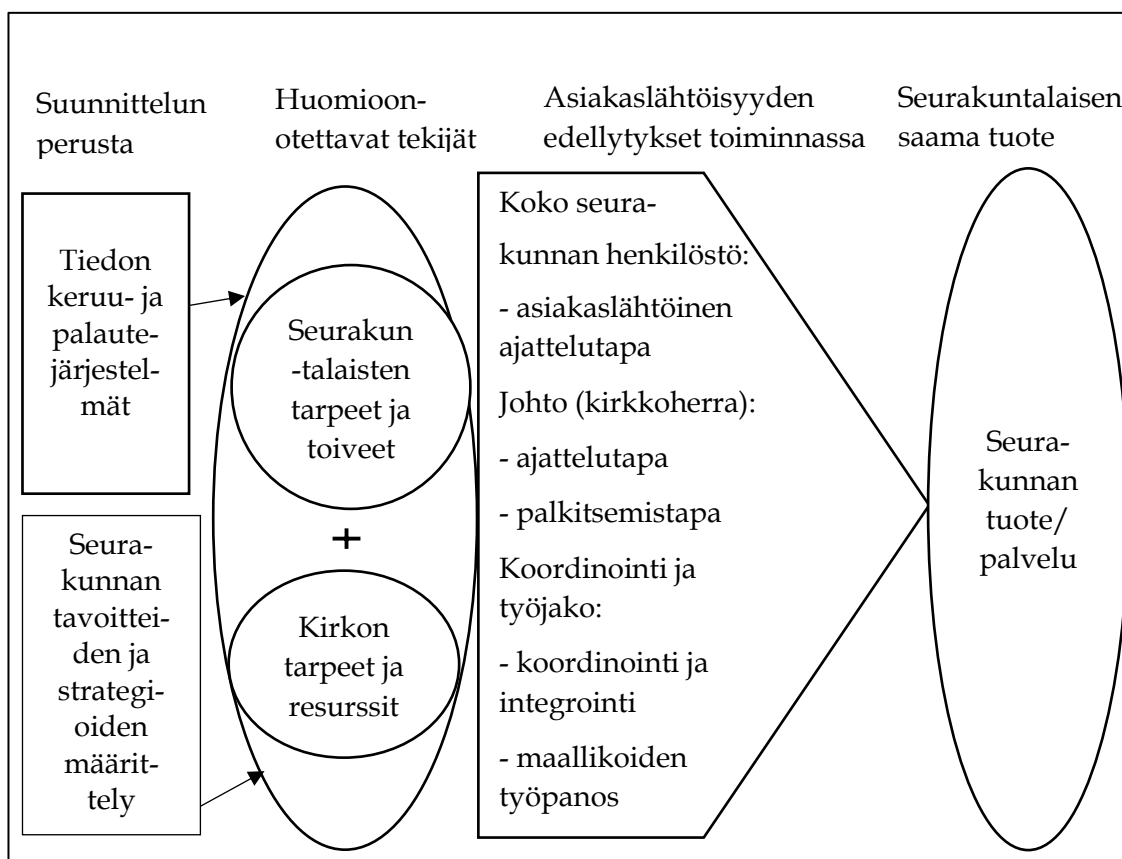 Suunnittelun
perusta
Huomioon-
otettavat tekijät
Asiakaslähtöisyyden
edellytykset toiminnassa
Seurakuntalaisen
saama tuote
Tiedon
keruu- ja
palaute-
järjestel-
mät
Seura-
kunnan
tavoittei-
den ja
strategi-
oiden
määrit-
tely
Seurakun
-talaisten
tarpeet ja
toiveet
+
Kirkon
tarpeet ja
resurssit
Koko seura-
kunnan henkilöstö:
- asiakaslähtöinen
ajattelutapa
Johto (kirkkoherra):
- ajattelutapa
- palkitsemistapa
Koordinointi ja
työjako:
- koordinointi ja
integrointi
- maallikoiden
työpanos
Seura-
kunnan
tuote/
palvelu